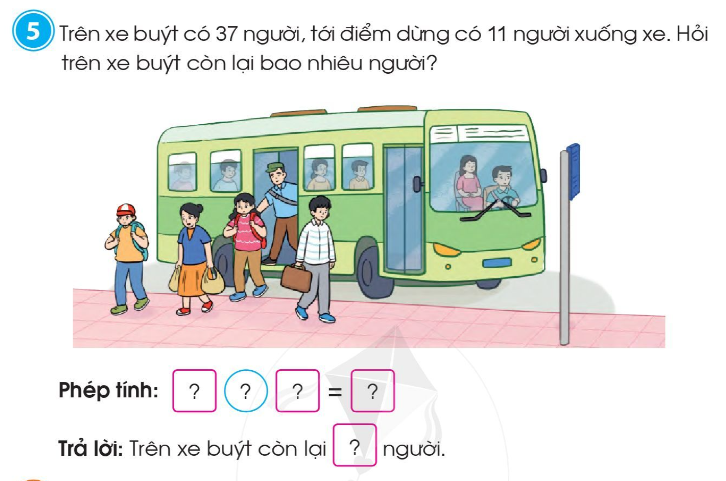 5 Trên xe buýt có 37 người, tới điểm dừng có 11 người xuống xe. Hỏi
trên xe buýt còn lại bao nhiêu người?
Phép tính: ? ? ? = ?
Trả lời: Trên xe buýt còn lại ? người.